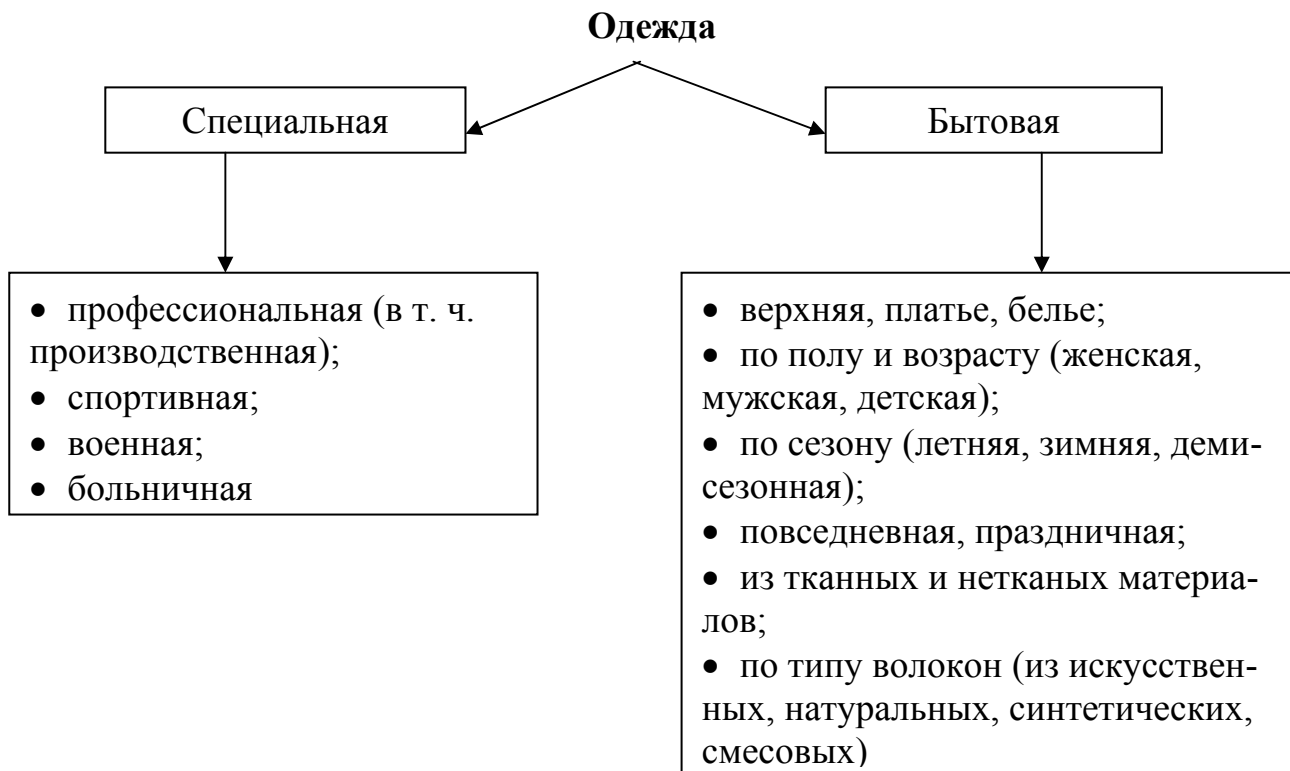 Одежда
Специальная
Бытовая
• профессиональная (в т. ч.
производственная);
• спортивная;
• военная;
• больничная
• верхняя, платье, белье;
• по полу и возрасту (женская,
мужская, детская);
• по сезону (летняя, зимняя, деми-
сезонная);
• повседневная, праздничная;
• из тканных и нетканых материа-
лов;
• по типу волокон (из искусствен-
ных, натуральных, синтетических,
смесовых)